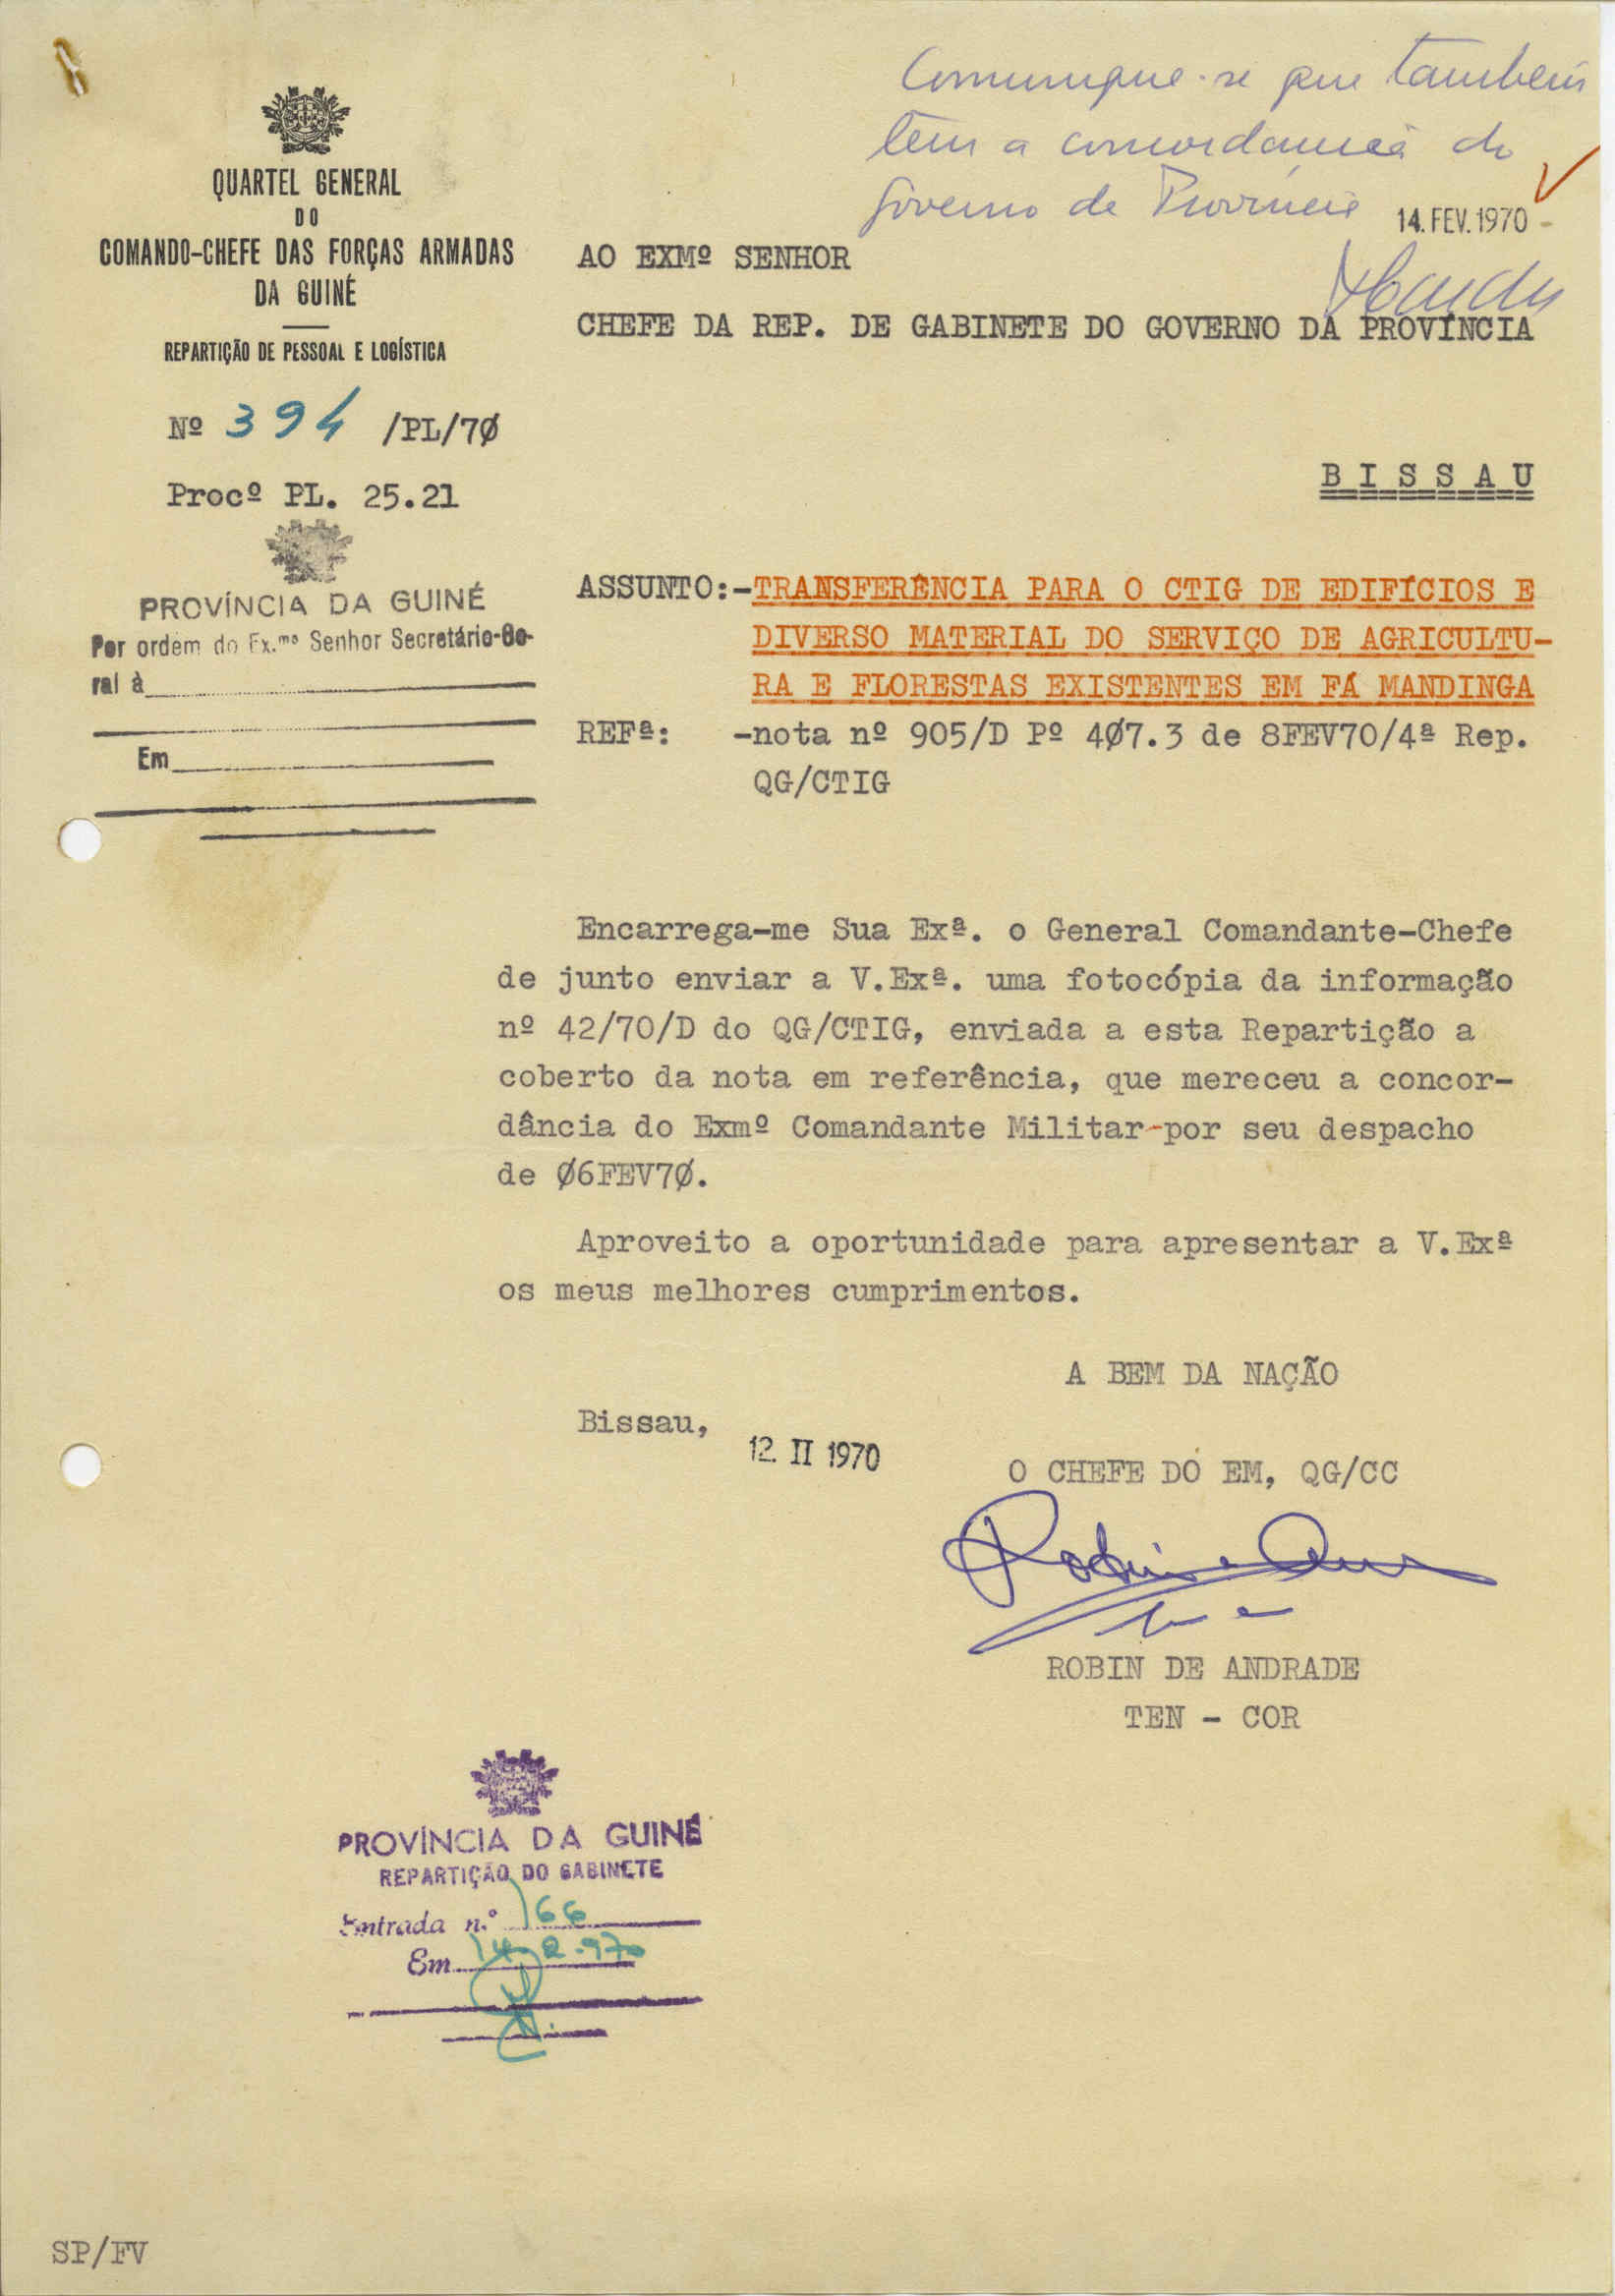 Comunique-se que também
tem a concordância do
Governo da Província
14. FEV. 1970
QUARTEL GENERAL
DO
COMANDO-CHEFE DAS FORÇAS ARMADAS
DA GUINÉ
REPARTIÇÃO DE PESSOAL E LOGÍSTICA
Nº 394 /PL/7Ø
Procº PL. 25.21
PROVÍNCIA DA GUINÉ
Por ordem do Ex.mo Senhor Secretário-Ge-
ral à
Em
AO EXMº SENHOR
CHEFE DA REP. DE GABINETE DO GOVERNO DA PROVÍNCIA
B I S S A U
ASSUNTO:-TRANSFERÊNCIA PARA O CTIG DE EDIFÍCIOS E
DIVERSO MATERIAL DO SERVIÇO DE AGRICULTU-
RA E FLORESTAS EXISTENTES EM FÁ MANDINGA
REFª: -nota nº 905/D Pº 4Ø7.3 de 8FEV70/4ª Rep.
QG/CTIG
Encarrega-me Sua Exª. o General Comandante-Chefe
de junto enviar a V.Exª. uma fotocópia da informação
nº 42/70/D do QG/CTIG, enviada a esta Repartição a
coberto da nota em referência, que mereceu a concor-
dância do Exmº Comandante Militar-por seu despacho
de Ø6FEV7Ø.
Aproveito a oportunidade para apresentar a V.Exª
os meus melhores cumprimentos.
A BEM DA NAÇÃO
Bissau,
12. II 1970
O CHEFE DO EM, QG/CC
ROBIN DE ANDRADE
TEN - COR
PROVÍNCIA DA GUINÉ
REPARTIÇÃO DO GABINETE
Entrada n.º 166
Em 14-2-970
SP/FV